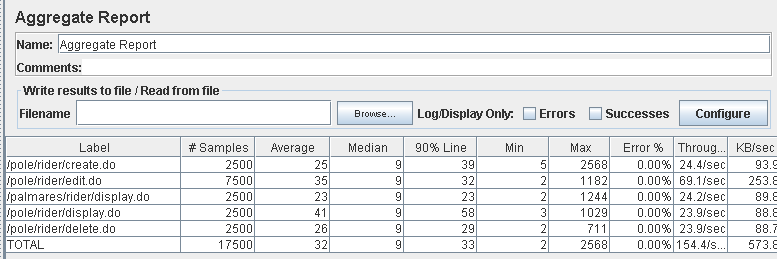 Aggregate Report
Name: Aggregate Report
Comments:
Write results to file / Read from file
Filename Browse... Log/Display Only: Errors Successes Configure
Label # Samples Average Median 90% Line Min Max Error % Throug... KB/sec
/pole/rider/create.do 2500 25 9 39 5 2568 0.00% 24.4/sec 93.9
/pole/rider/edit.do 7500 35 9 32 2 1182 0.00% 69.1/sec 253.8
/palmares/rider/display.do 2500 23 9 23 2 1244 0.00% 24.2/sec 89.8
/pole/rider/display.do 2500 41 9 58 3 1029 0.00% 23.9/sec 88.8
/pole/rider/delete.do 2500 26 9 29 2 711 0.00% 23.9/sec 88.7
TOTAL 17500 32 9 33 2 2568 0.00% 154.4/s... 573.8